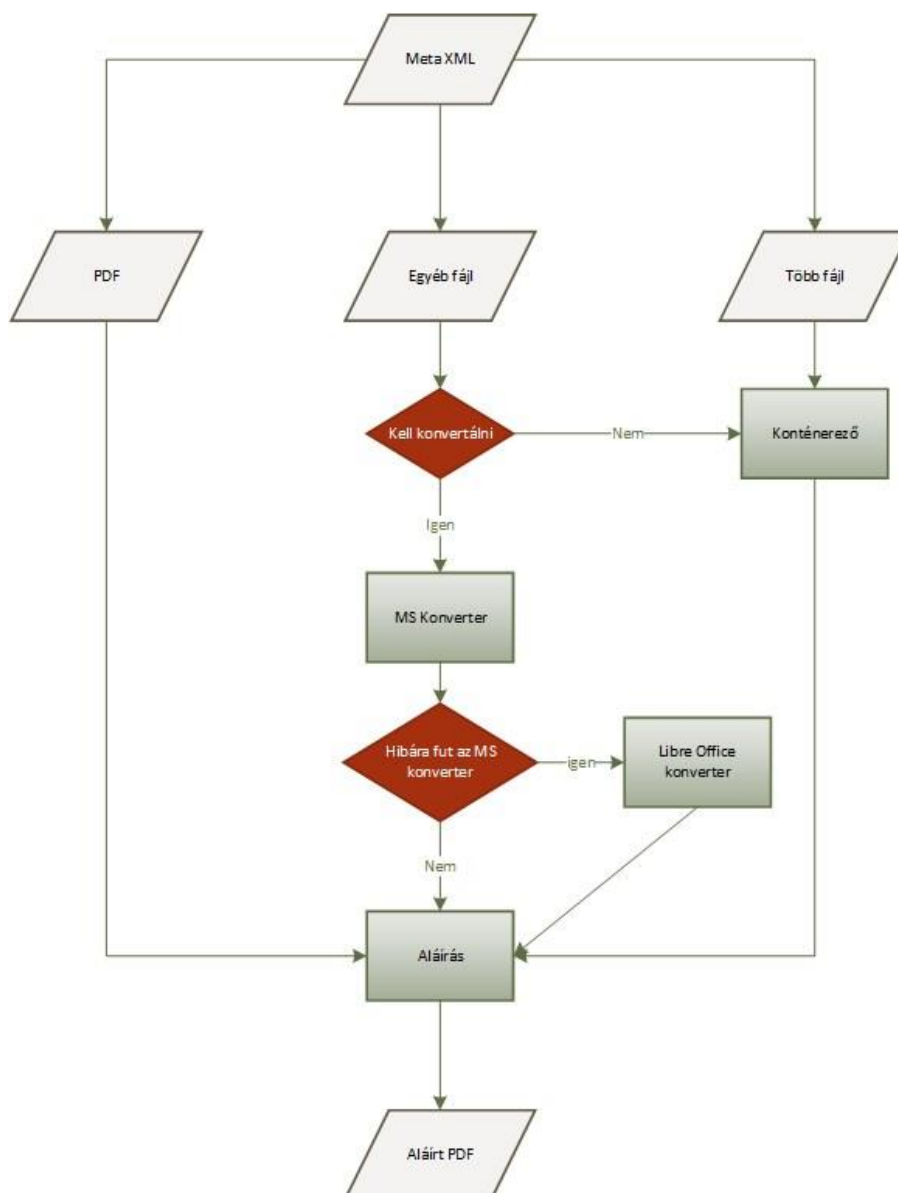 Meta XML
PDF
Egyéb fájl
Több fájl
Kell konvertálni
Nem
Konténerező
Igen
MS Konverter
Hibára fut az MS
konverter
igen
Libre Office
konverter
Nem
Aláírás
Aláírt PDF